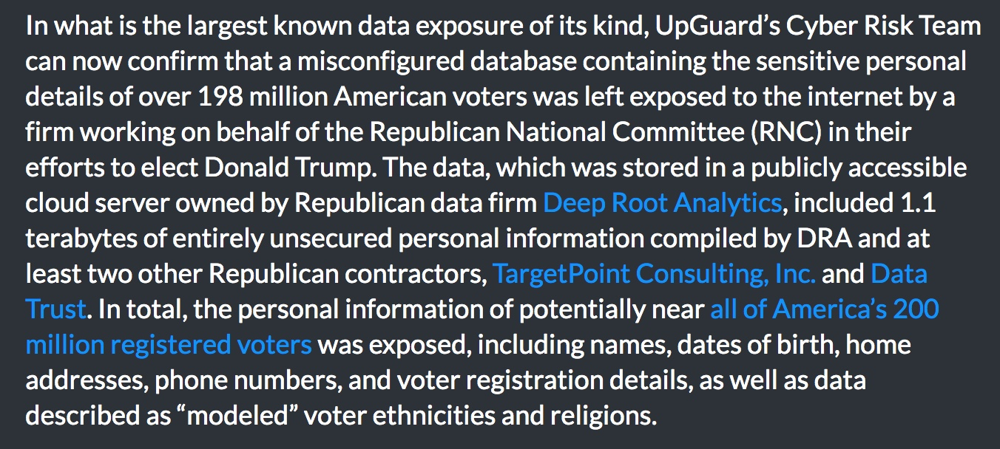 In what is the largest known data exposure of its kind, UpGuard’s Cyber Risk Team
can now confirm that a misconfigured database containing the sensitive personal
details of over 198 million American voters was left exposed to the internet by a
firm working on behalf of the Republican National Committee (RNC) in their
efforts to elect Donald Trump. The data, which was stored in a publicly accessible
cloud server owned by Republican data firm Deep Root Analytics, included 1.1
terabytes of entirely unsecured personal information compiled by DRA and at
least two other Republican contractors, TargetPoint Consulting, Inc. and Data
Trust. In total, the personal information of potentially near all of America’s 200
million registered voters was exposed, including names, dates of birth, home
addresses, phone numbers, and voter registration details, as well as data
described as “modeled” voter ethnicities and religions.